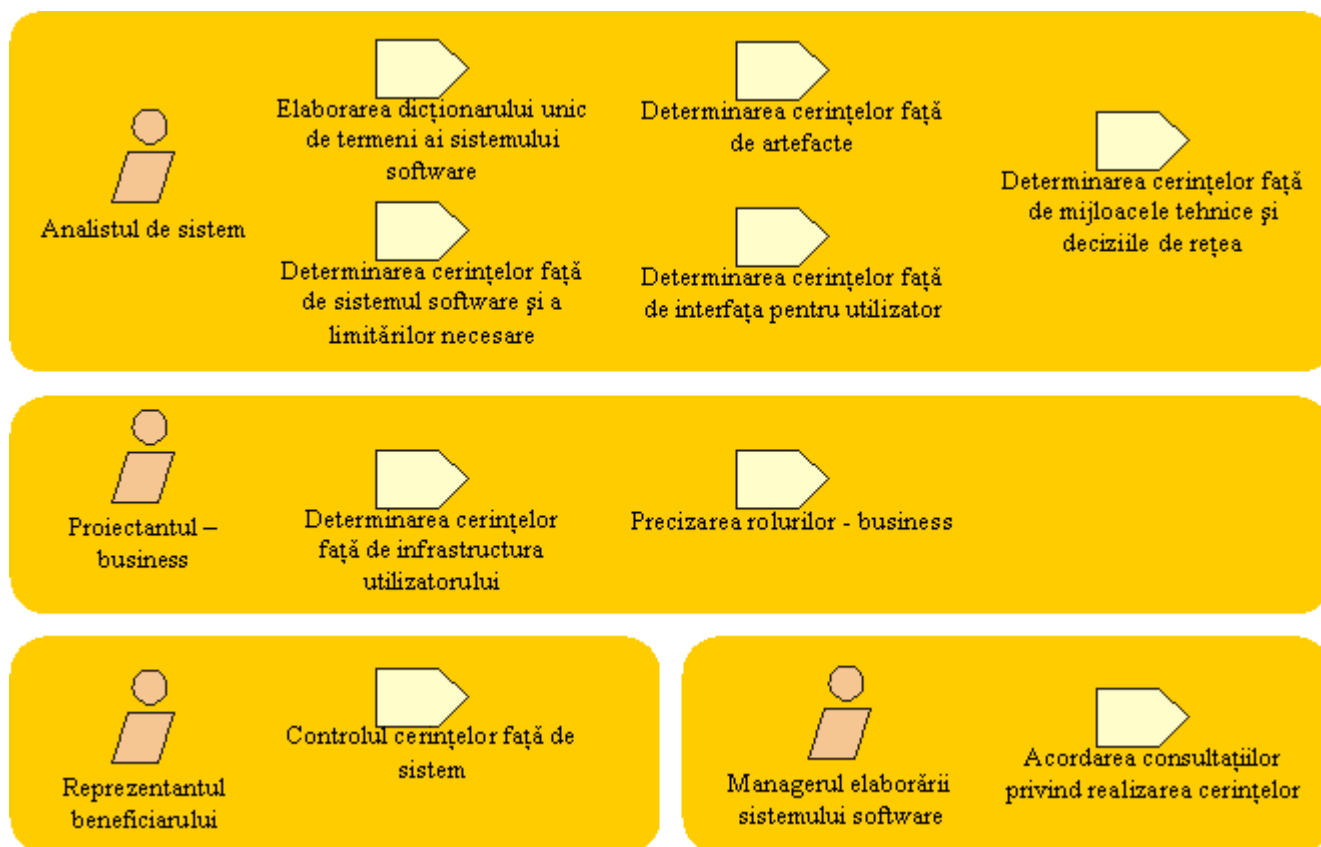 Elaborarea dicționarului unic
de termeni ai sistemului
software
Determinarea cerințelor față
de artefacte
Determinarea cerințelor față
de mijloacele tehnice şi
deciziile de rețea
Analistul de sistem
Determinarea cerințelor față
de sistemul software şi a
limitărilor necesare
Determinarea cerințelor față
de interfața pentru utilizator
Proiectantul –
business
Determinarea cerințelor
față de infrastructura
utilizatorului
Precizarea rolurilor - business
Reprezentantul
beneficiarului
Controlul cerințelor față de
sistem
Managerul elaborării
sistemului software
Acordarea consultațiilor
privind realizarea cerințelor